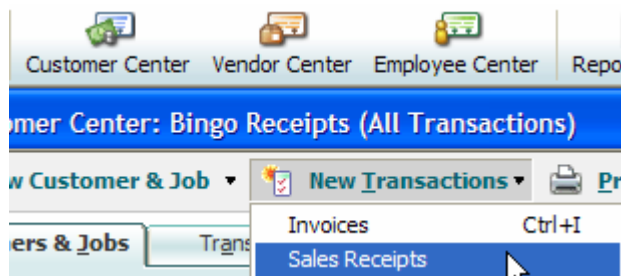 Customer Center Vendor Center Employee Center Repo
omer Center: Bingo Receipts (All Transactions)
w Customer & Job New Transactions Pr
ers & Jobs Trans
Invoices Ctrl+I
Sales Receipts